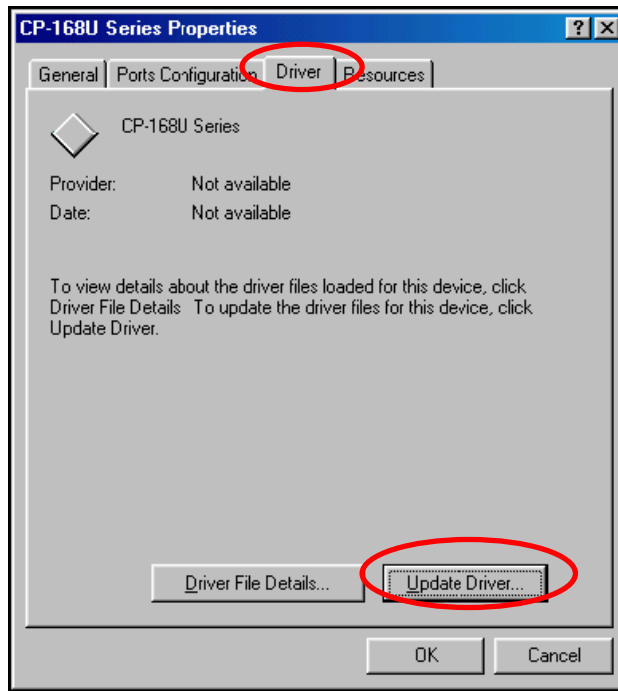 CP-168U Series Properties
General Ports Configuration Driver Resources
CP-168U Series
Provider: Not available
Date: Not available
To view details about the driver files loaded for this device, click
Driver File Details To update the driver files for this device, click
Update Driver.
Driver File Details... Update Driver...
OK Cancel